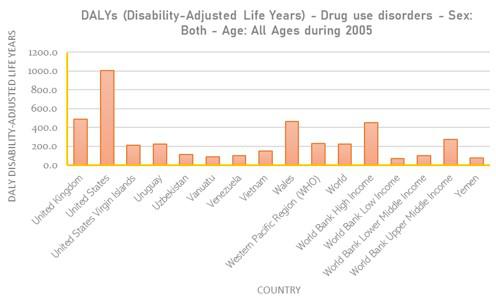 DALYs (Disability-Adjusted Life Years) - Drug use disorders - Sex:
Both - Age: All Ages during 2005
DALY DISABILITY-ADJUSTED LIFE YEARS
1200.0
1000.0
800.0
600.0
400.0
200.0
0.0
United Kingdom
United States
United States Virgin Islands
Uruguay
Uzbekistan
Vanuatu
Venezuela
Vietnam
Wales
Western Pacific Region (WHO)
World
World Bank High Income
World Bank Low Income
World Bank Lower Middle Income
World Bank Upper Middle Income
Yemen
COUNTRY